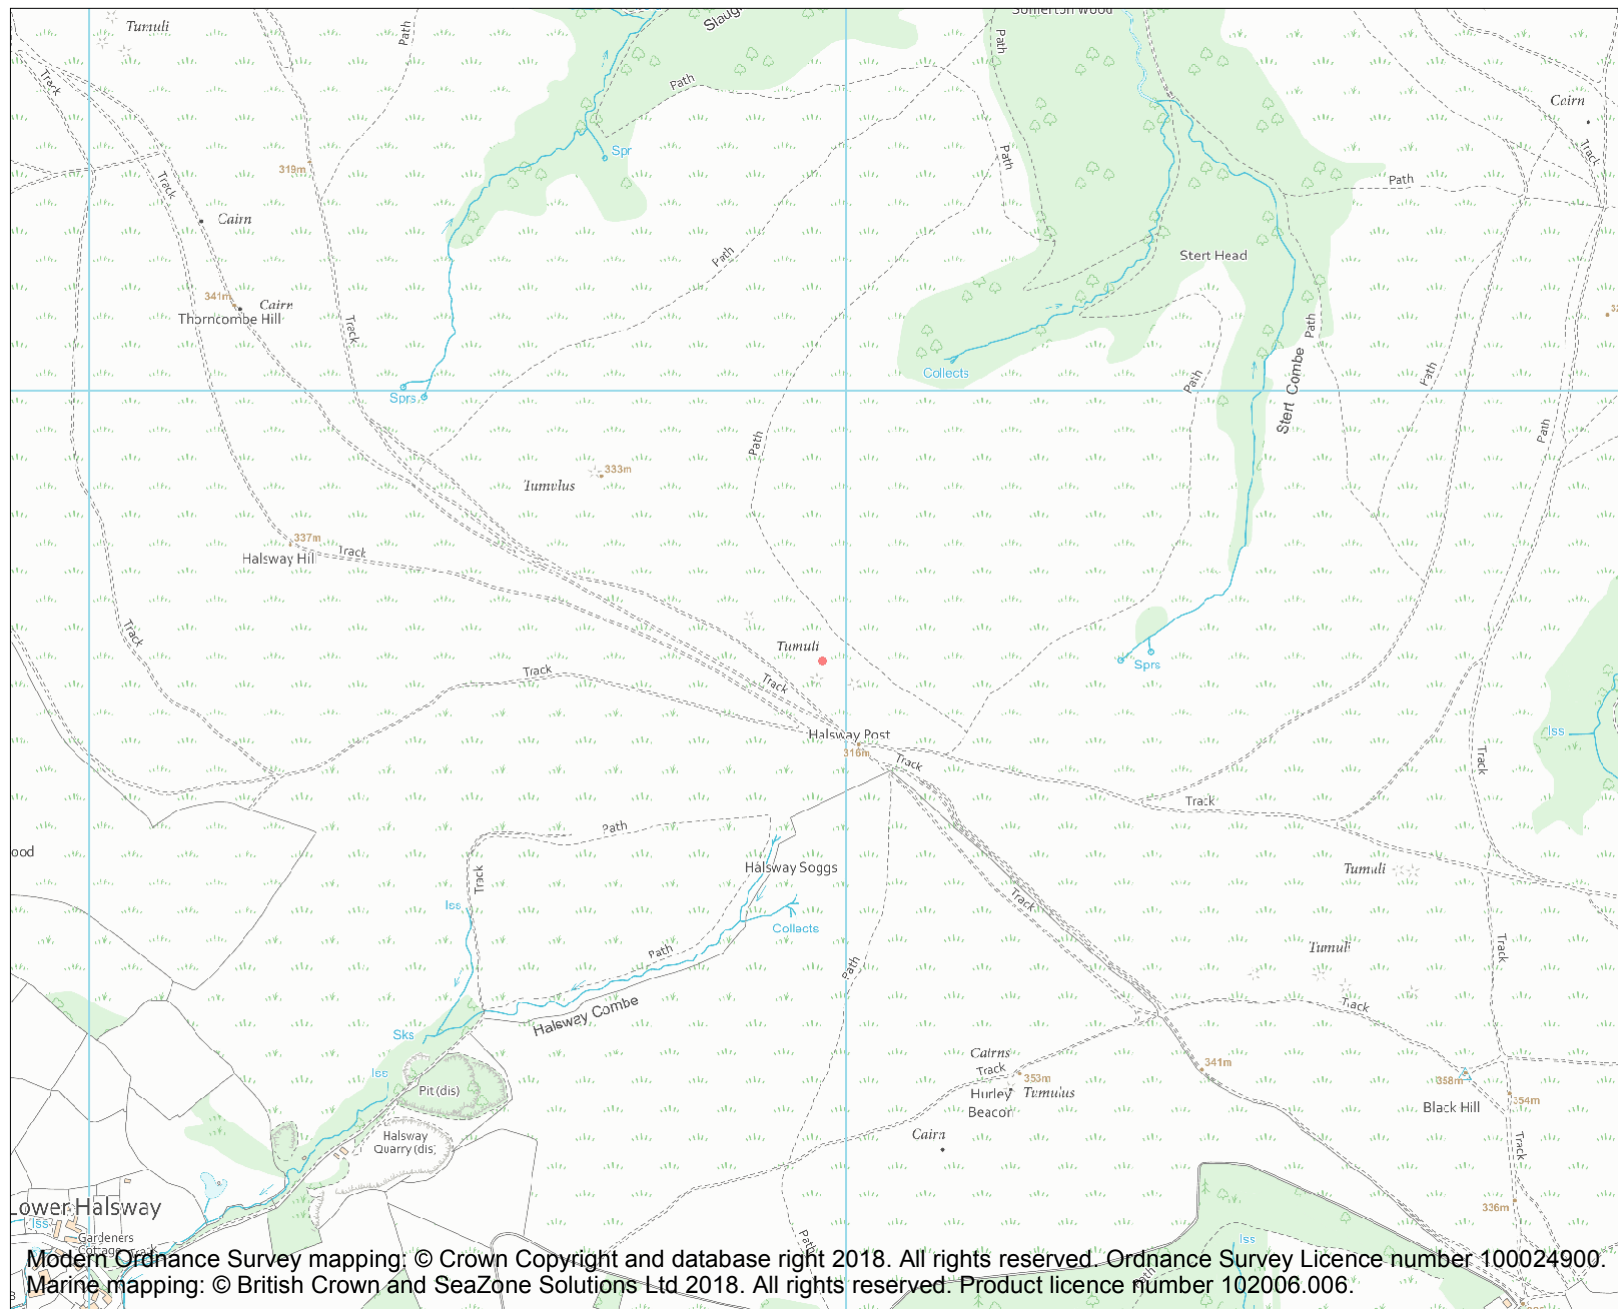 Tumuli
Path
Slaug
Somerton Wood
Path
Track
Path
Cairn
Spr
Path
Track
319m
Track
Path
Cairn
Path
Stert Head
341m
Cairn
Thorncombe Hill
Track
Path
Collects
Path
Path
Stert Combe
Sprs
Path
Path
333m
Tumulus
337m
Halsway Hill
Track
Track
Tumuli
Sprs
Track
Track
Iss
Halsway Post
316m
Track
Track
Track
Path
ood
Halsway Soggs
Tumuli
Track
Track
Iss
Collects
Tumuli
Track
Path
Path
Halsway Combe
Track
Sks
Cairns
Track
353m
341m
Iss
Pit (dis)
Hurley
Beacon
Tumulus
358m
354m
Black Hill
Halsway
Quarry (dis)
Cairn
Track
Lower Halsway
336m
Iss
Gardeners
Cottage
Track
Path
Iss
Path
Modern Ordnance Survey mapping: © Crown Copyright and database right 2018. All rights reserved. Ordnance Survey Licence number 100024900.
Marine mapping: © British Crown and SeaZone Solutions Ltd 2018. All rights reserved. Product licence number 102006.006.